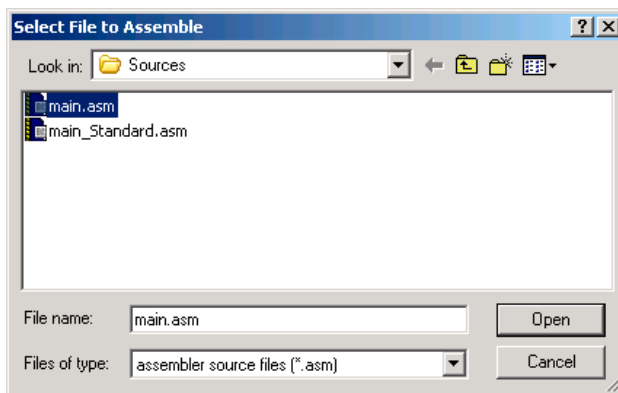 Select File to Assemble
Look in: Sources
main.asm
main_Standard.asm
File name: main.asm Open
Files of type: assembler source files (*.asm) Cancel